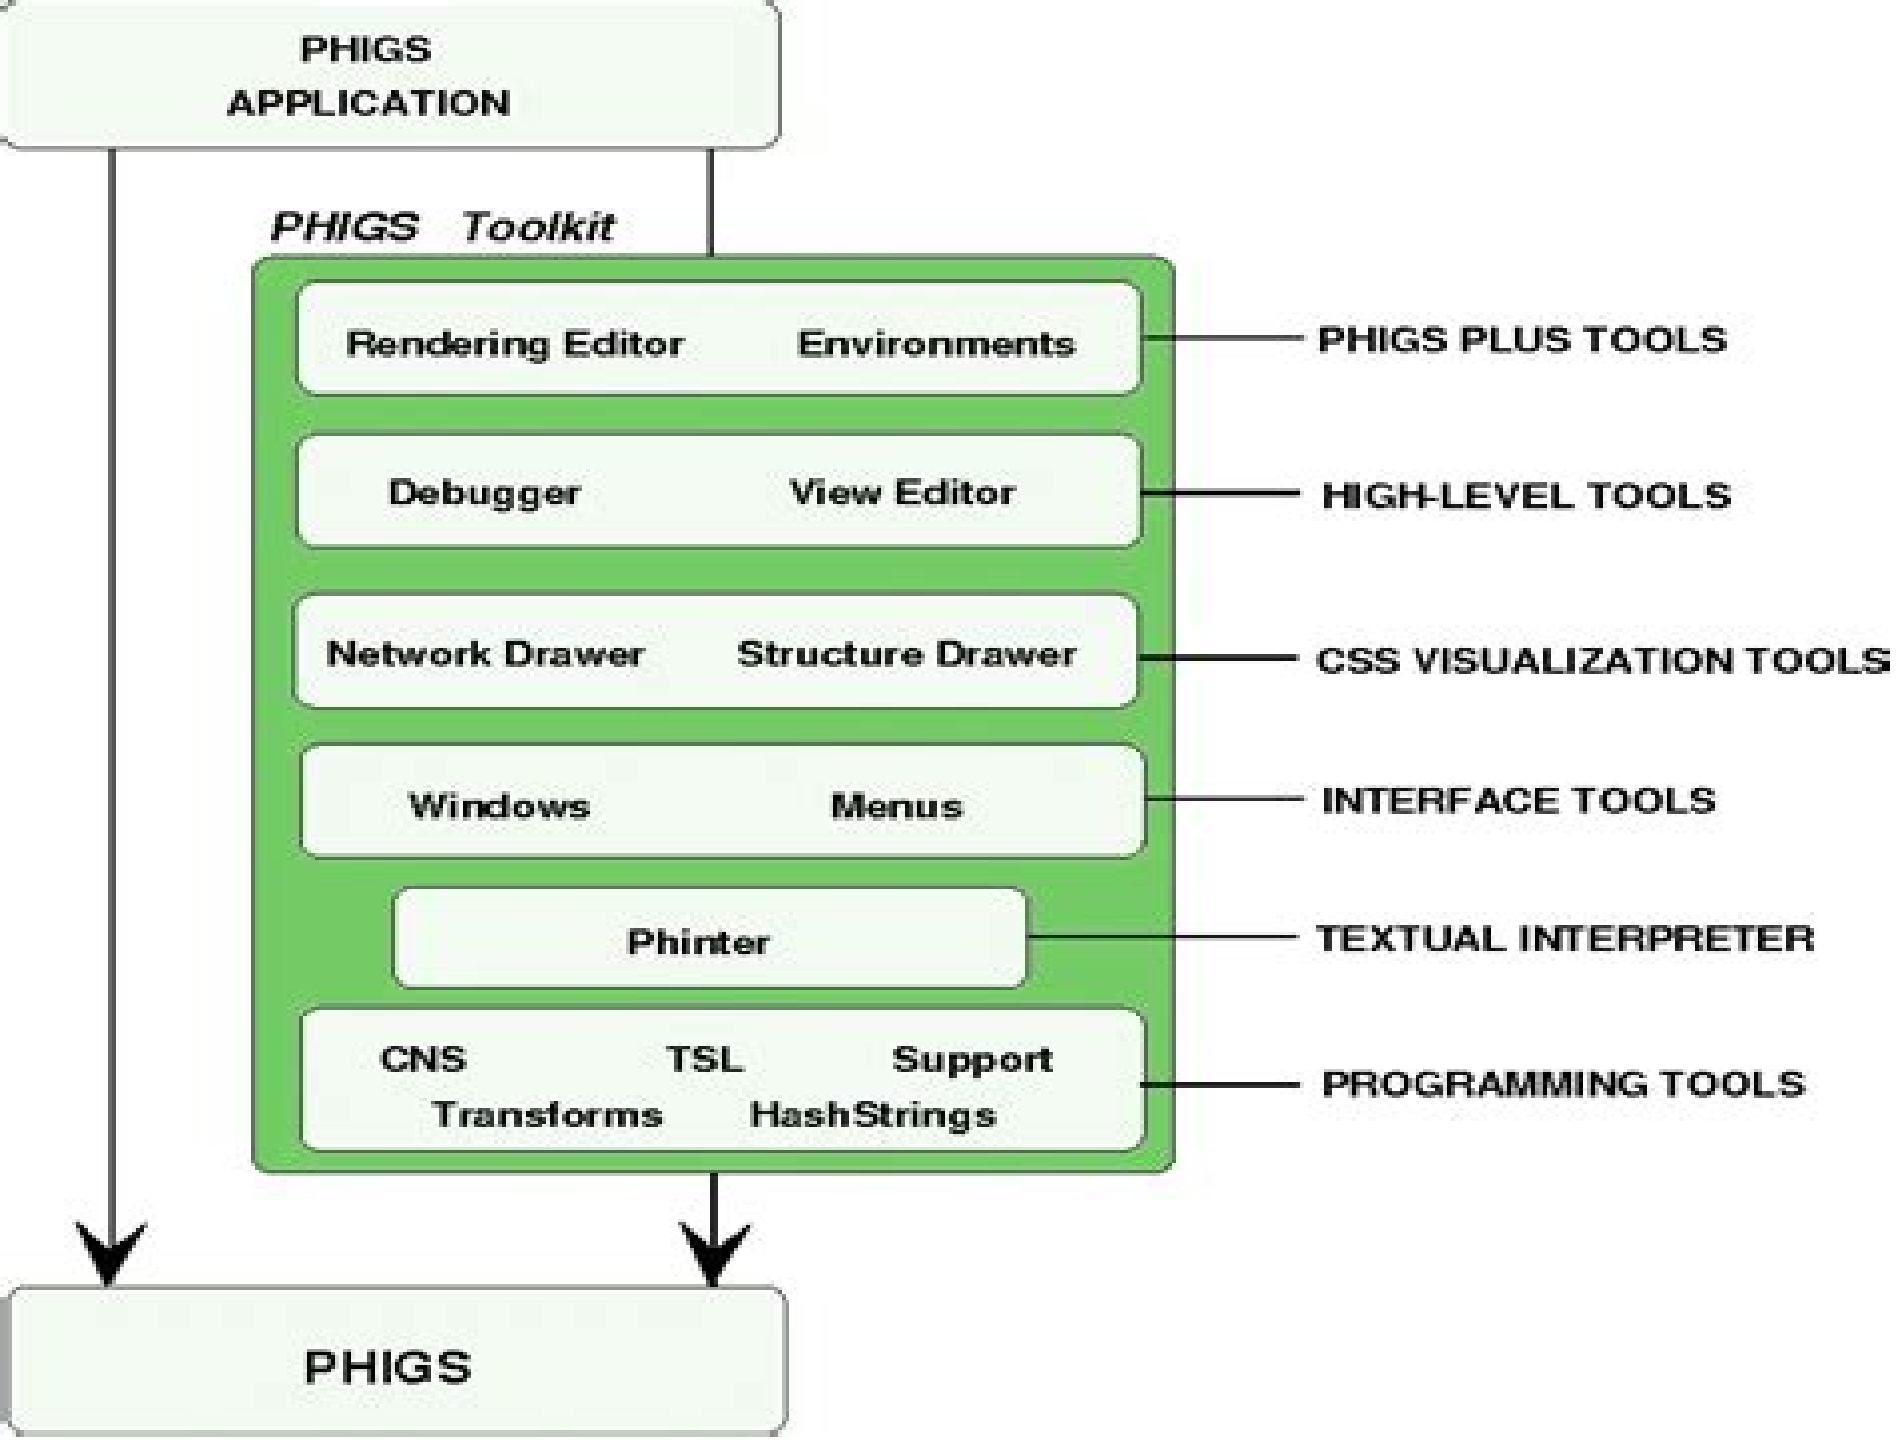 PHIGS
APPLICATION
PHIGS Toolkit
Rendering Editor Environments PHIGS PLUS TOOLS
Debugger View Editor HIGH-LEVEL TOOLS
Network Drawer Structure Drawer CSS VISUALIZATION TOOLS
Windows Menus INTERFACE TOOLS
Phinter TEXTUAL INTERPRETER
CNS TSL Support
Transforms HashStrings
PROGRAMMING TOOLS
PHIGS